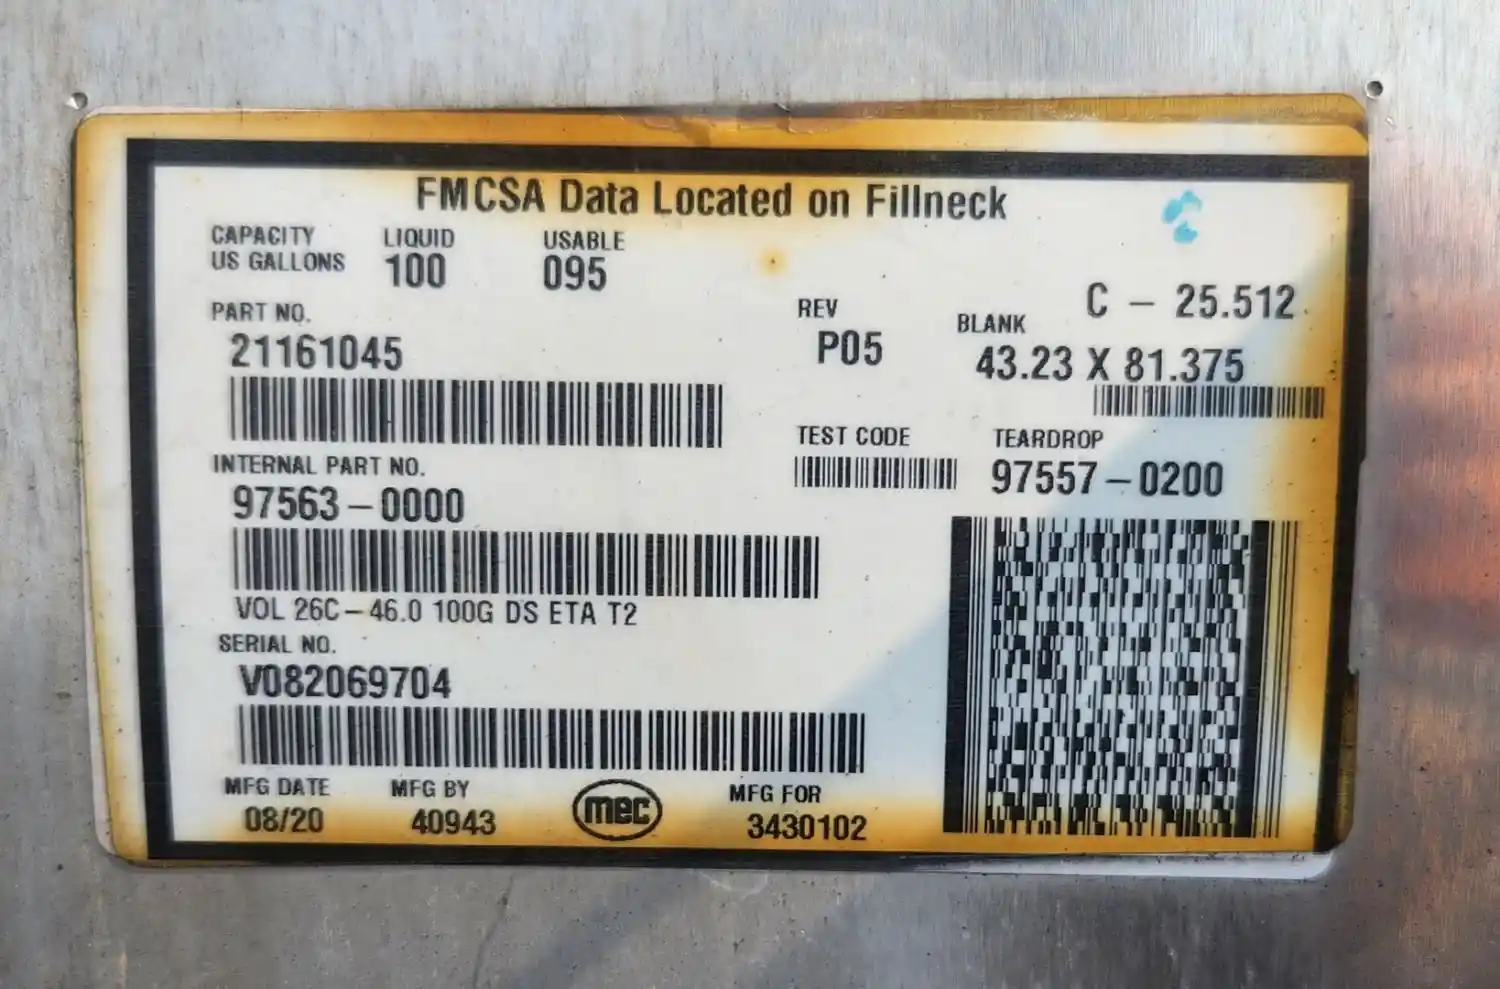 FMCSA Data Located on Fillneck
CAPACITY US GALLONS
LIQUID 100
USABLE 095
PART NO.
21161045
REV
P05
C - 25.512
BLANK
43.23 X 81.375
INTERNAL PART NO.
97563-0000
TEST CODE
TEARDROP
97557-0200
VOL 26C-46.0 100G DS ETA T2
SERIAL NO.
V082069704
MFG DATE
08/20
MFG BY
40943
mec
MFG FOR
3430102